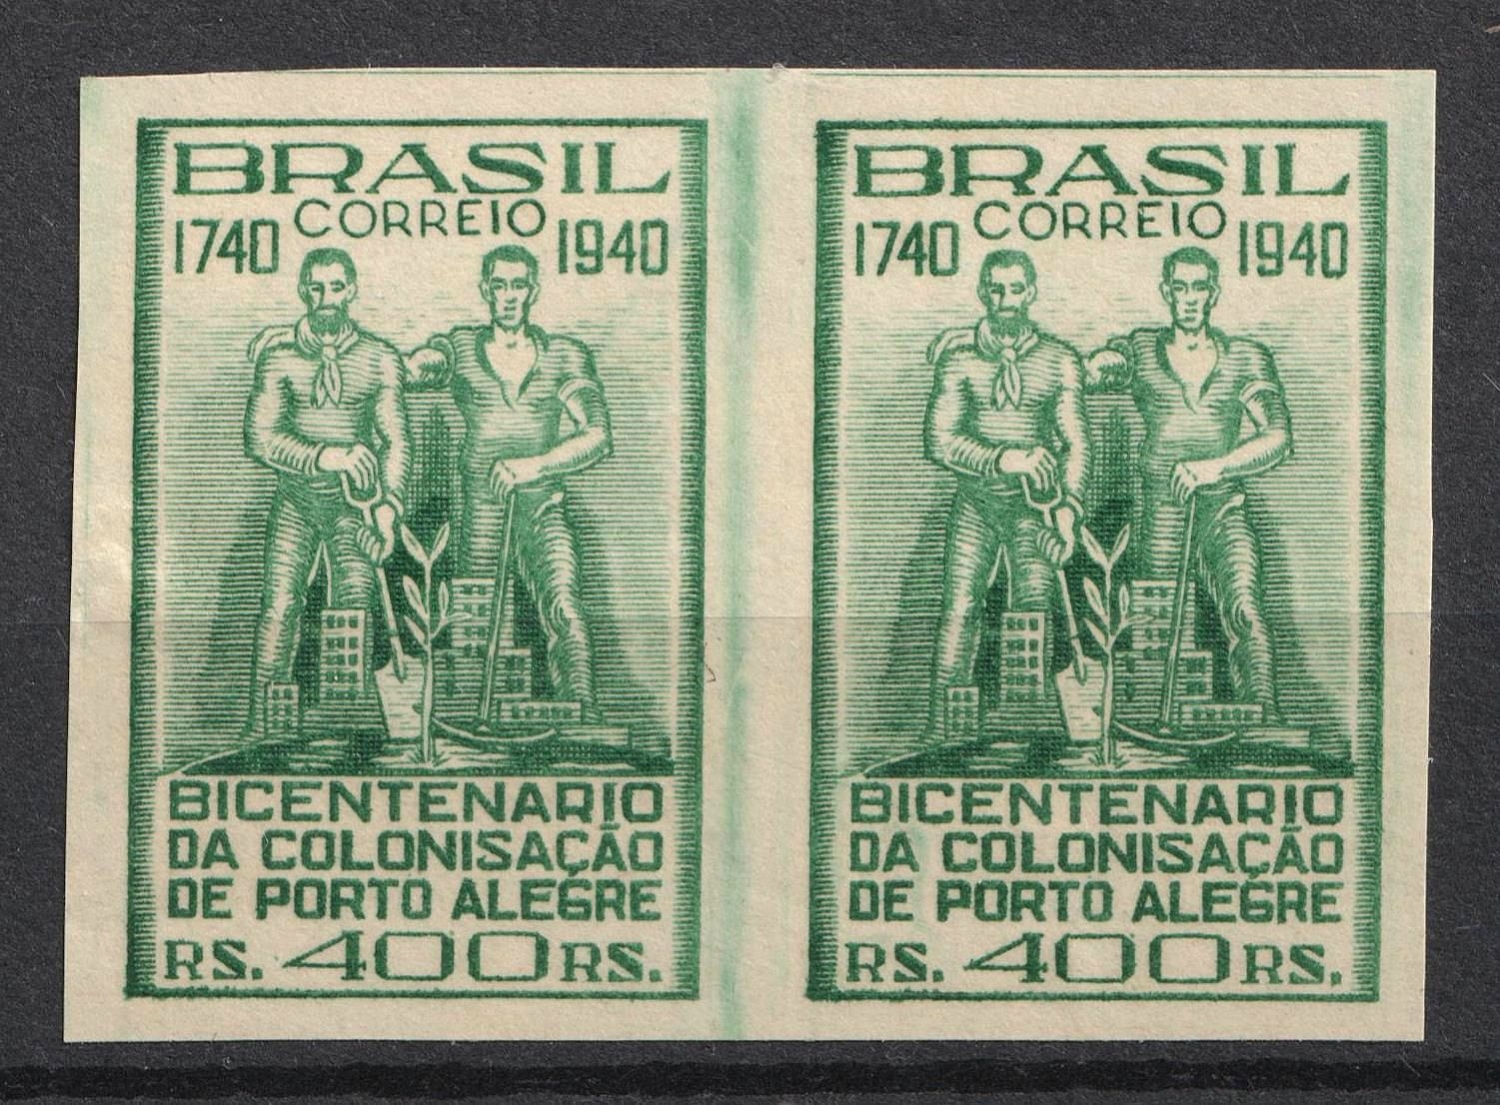 BRASIL
CORREIO
1740 1940
BICENTENARIO
DA COLONISAÇÃO
DE PORTO ALEGRE
RS. 400 RS.
BRASIL
CORREIO
1740 1940
BICENTENARIO
DA COLONISAÇÃO
DE PORTO ALEGRE
RS. 400 RS.